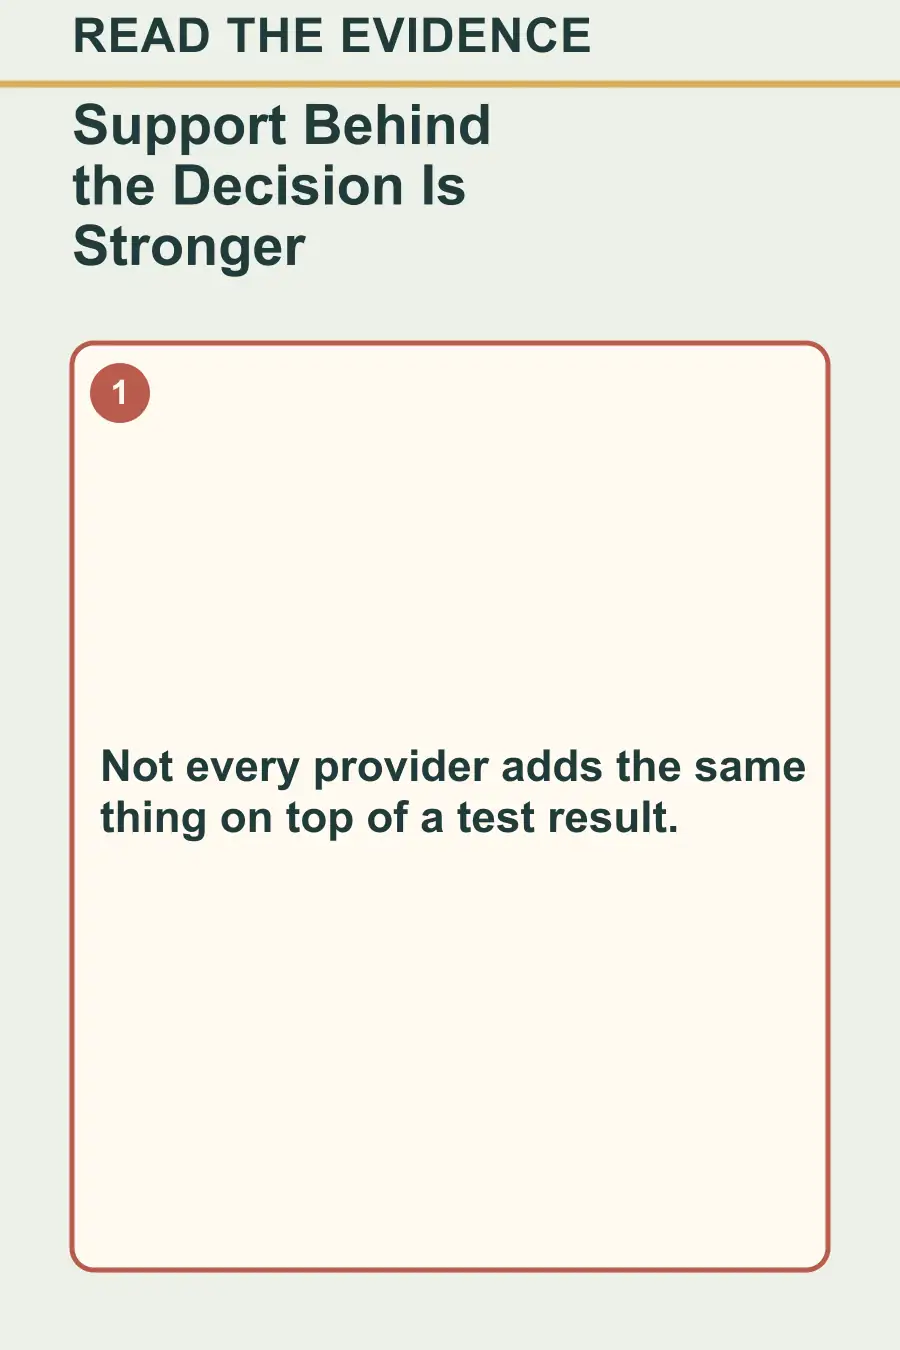 READ THE EVIDENCE
Support Behind
the Decision Is
Stronger
1
Not every provider adds the same
thing on top of a test result.